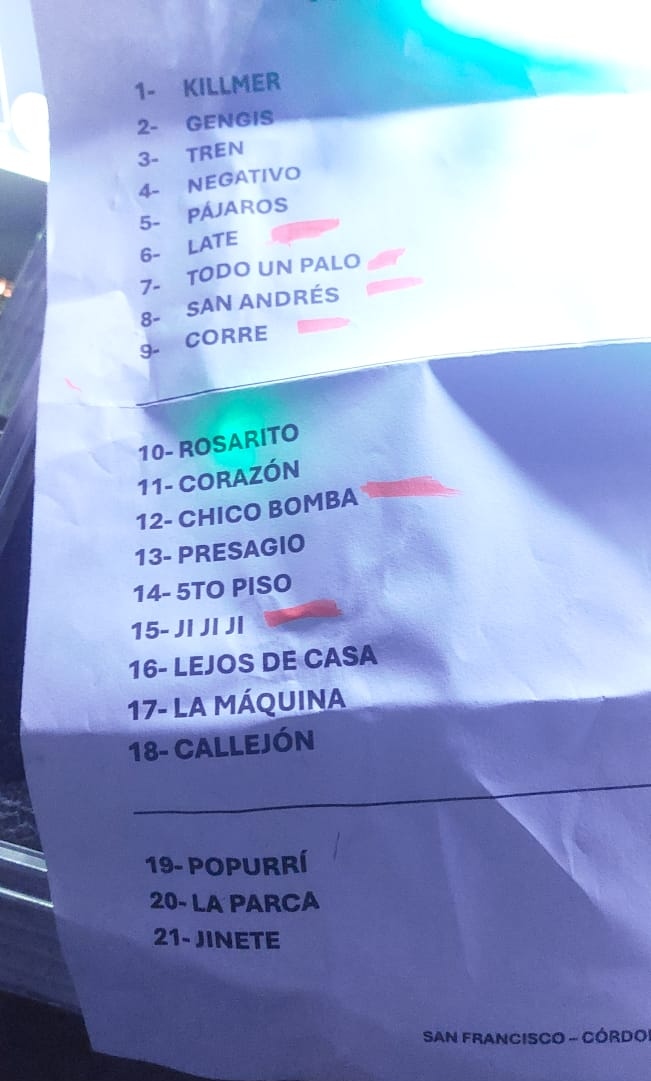 1- KILLMER
2- GENGIS
3- TREN
4- NEGATIVO
5- PÁJAROS
6- LATE
7- TODO UN PALO
8- SAN ANDRÉS
9- CORRE
10- ROSARITO
11- CORAZÓN
12- CHICO BOMBA
13- PRESAGIO
14- 5TO PISO
15- JI JI JI
16- LEJOS DE CASA
17- LA MÁQUINA
18- CALLEJÓN
19- POPURRÍ
20- LA PARCA
21- JINETE
SAN FRANCISCO –